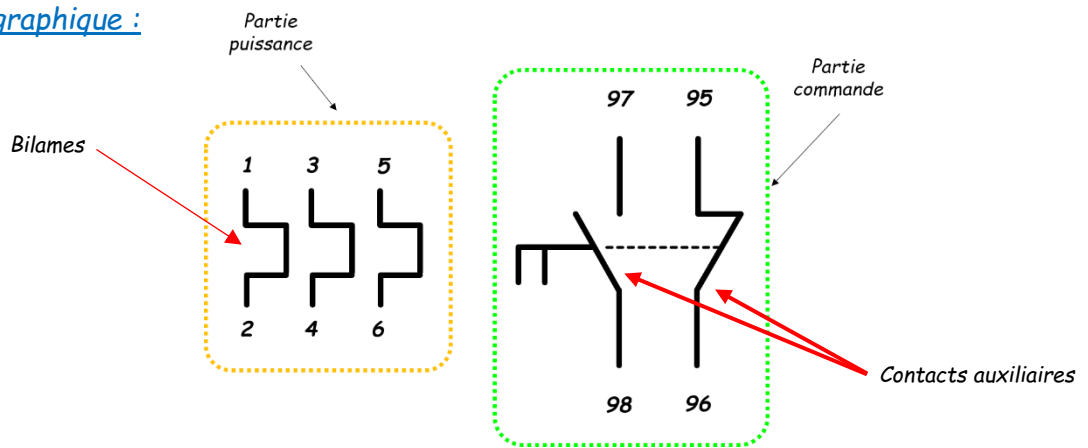 graphique :
Partie
puissance
Partie
commande
97 95
Bilames
1 3 5
2 4 6
Contacts auxiliaires
98 96